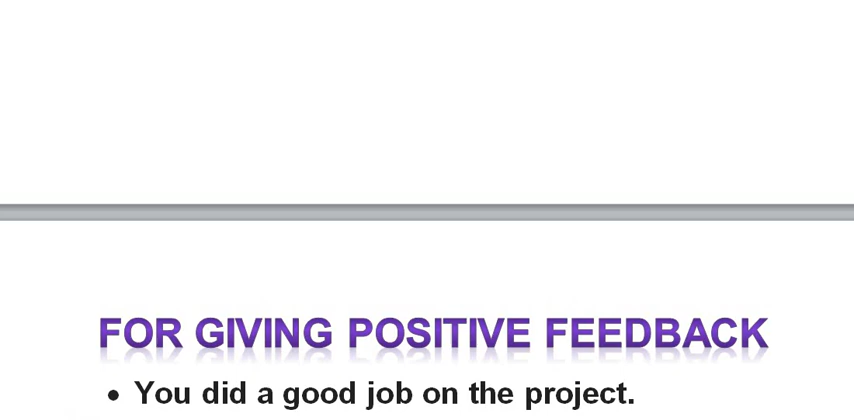 FOR GIVING POSITIVE FEEDBACK
• You did a good job on the project.